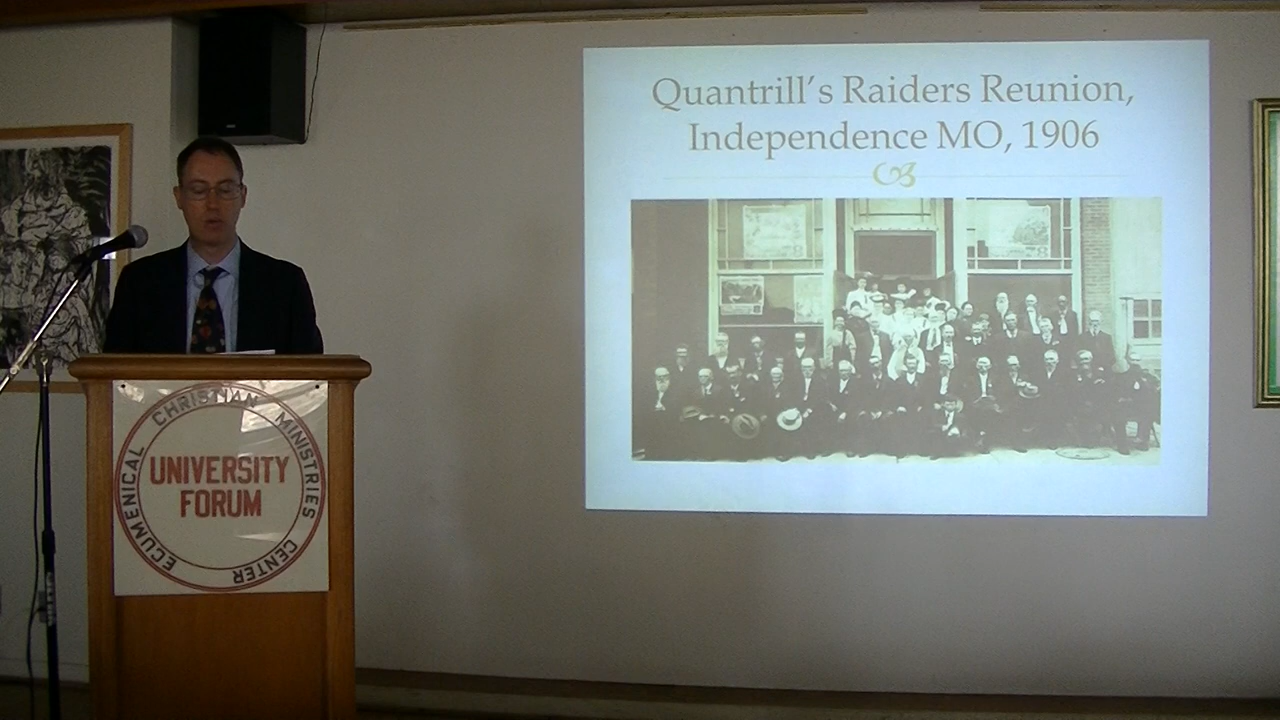 Quantrill's Raiders Reunion,
Independence MO, 1906
ECUMENICAL CHRISTIAN MINISTRIES CENTER
UNIVERSITY
FORUM